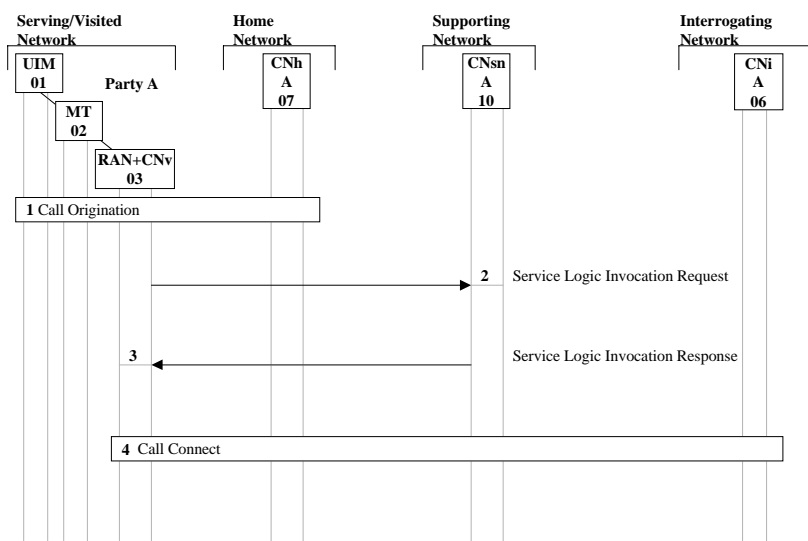 Serving/Visited
Network
Home
Network
Supporting
Network
Interrogating
Network
UIM
01
Party A
MT
02
RAN+CNv
03
CNh
A
07
CNsn
A
10
CNi
A
06
1 Call Origination
2 Service Logic Invocation Request
3 Service Logic Invocation Response
4 Call Connect